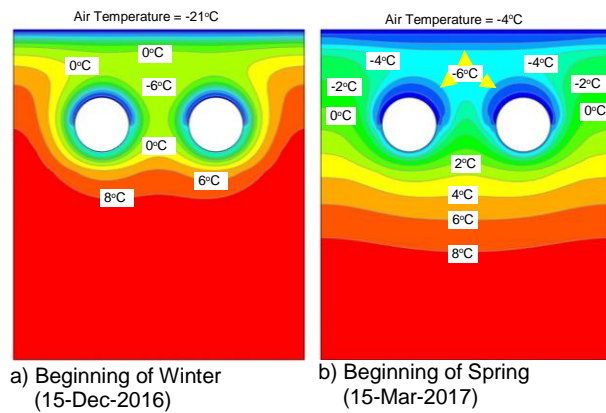 Air Temperature = -21°C
0°C
0°C
-6°C
0°C
6°C
8°C
a) Beginning of Winter
(15-Dec-2016)
Air Temperature = -4°C
-4°C
-4°C
-6°C
-2°C
-2°C
0°C
0°C
2°C
4°C
6°C
8°C
b) Beginning of Spring
(15-Mar-2017)